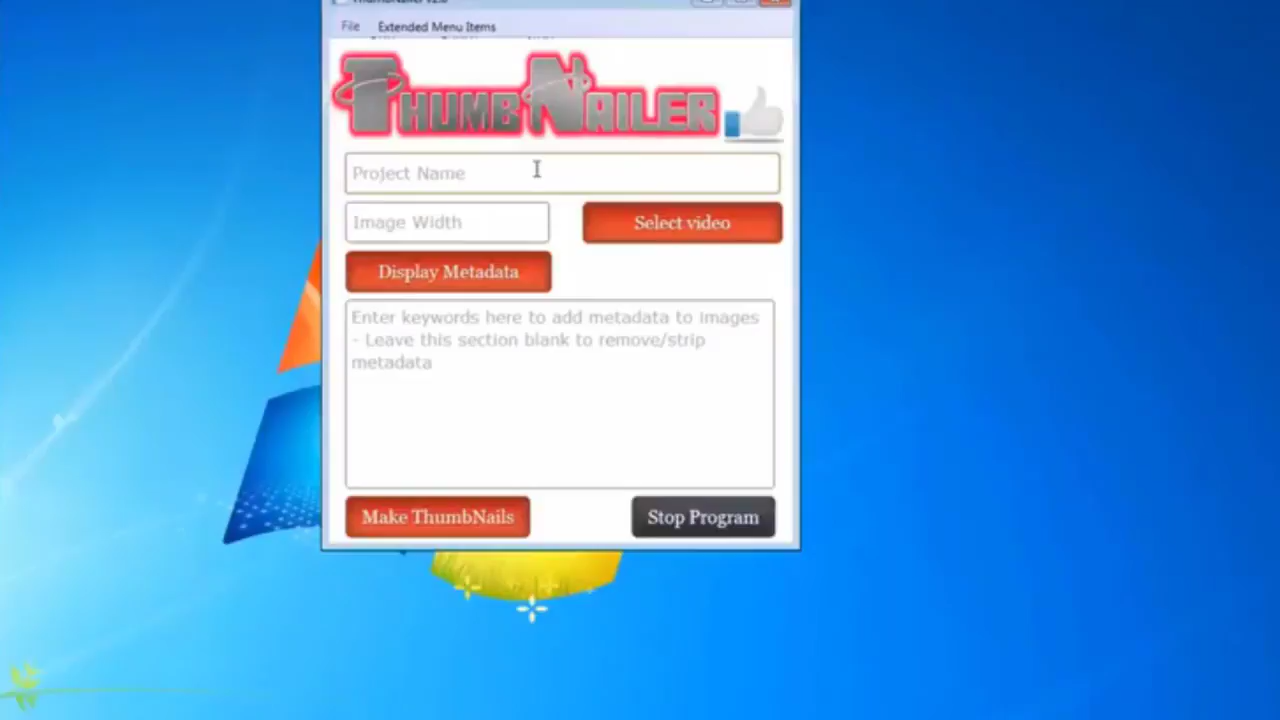 File Extended Menu Items
THUMBNAILER
Project Name
Image Width
Select video
Display Metadata
Enter keywords here to add metadata to images
- Leave this section blank to remove/strip
metadata
Make ThumbNails
Stop Program